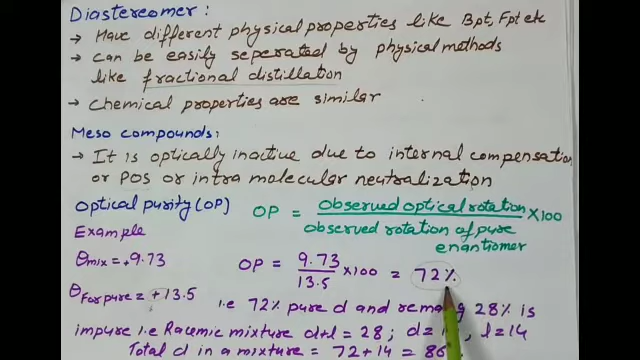 Diastereomer :
→ Have different physical properties like Bpt, Fpt etc
→ Can be easily seperated by physical methods
like fractional distillation
→ Chemical properties are similar
Meso compounds:
→ It is optically inactive due to internal compensation
or POS or intra molecular neutralization
Optical purity (OP)
OP = Observed optical rotation / observed rotation of pure enantiomer × 100
Example
θmix = +9.73
OP = 9.73 / 13.5 × 100 = 72%
θFor pure = +13.5
i.e 72% pure d and remaing 28% is
impure i.e Racemic mixture d+l = 28 ; d= l = 14
Total d in a mixture = 72 + 14 = 86